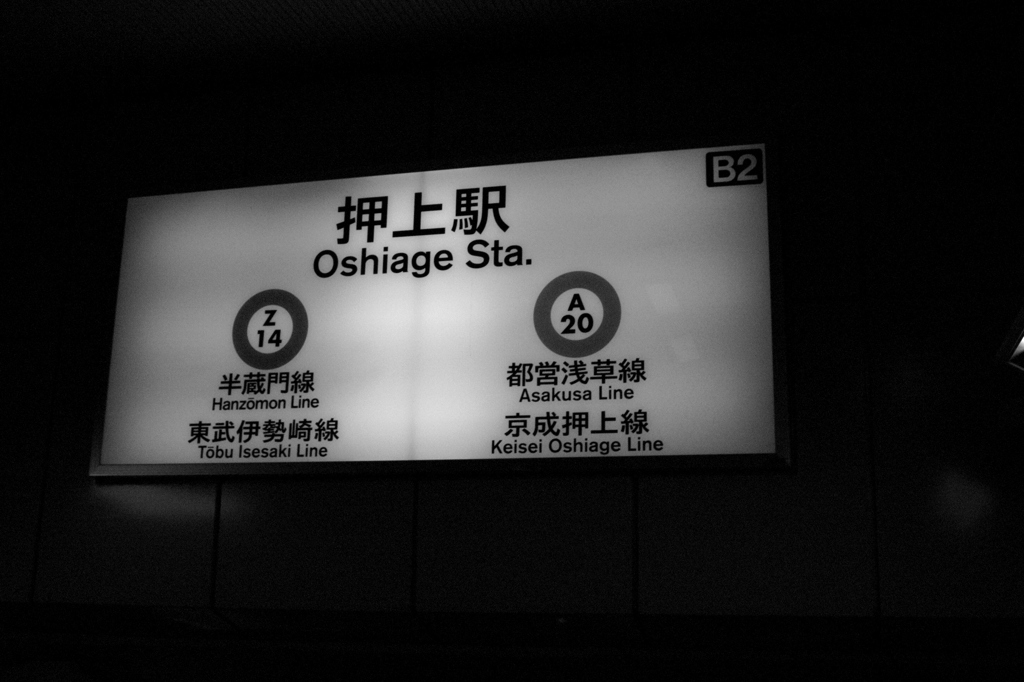 B2
押上駅
Oshiage Sta.
Z
14
半蔵門線
Hanzōmon Line
東武伊勢崎線
Tōbu Isesaki Line
A
20
都営浅草線
Asakusa Line
京成押上線
Keisei Oshiage Line